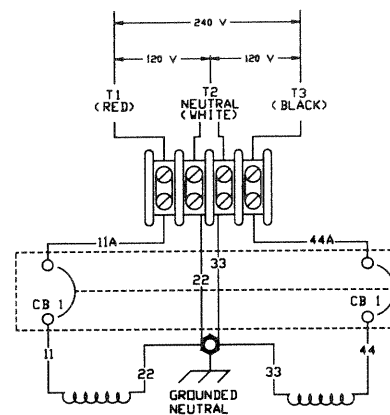 240 V
120 V
120 V
T1
(RED)
T2
NEUTRAL
(WHITE)
T3
(BLACK)
11A
33
44A
22
CB 1
CB 1
11
22
33
44
GROUNDED
NEUTRAL